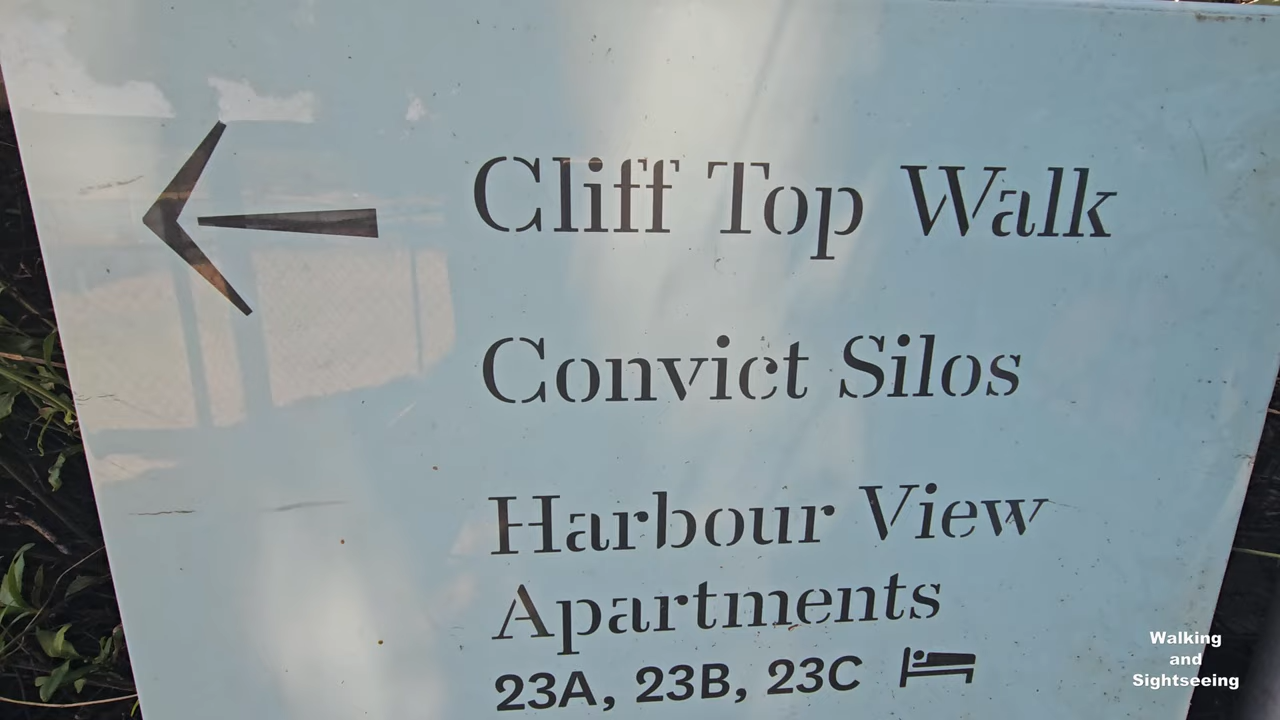 Cliff Top Walk
Convict Silos
Harbour View
Apartments
23A, 23B, 23C
Walking
and
Sightseeing